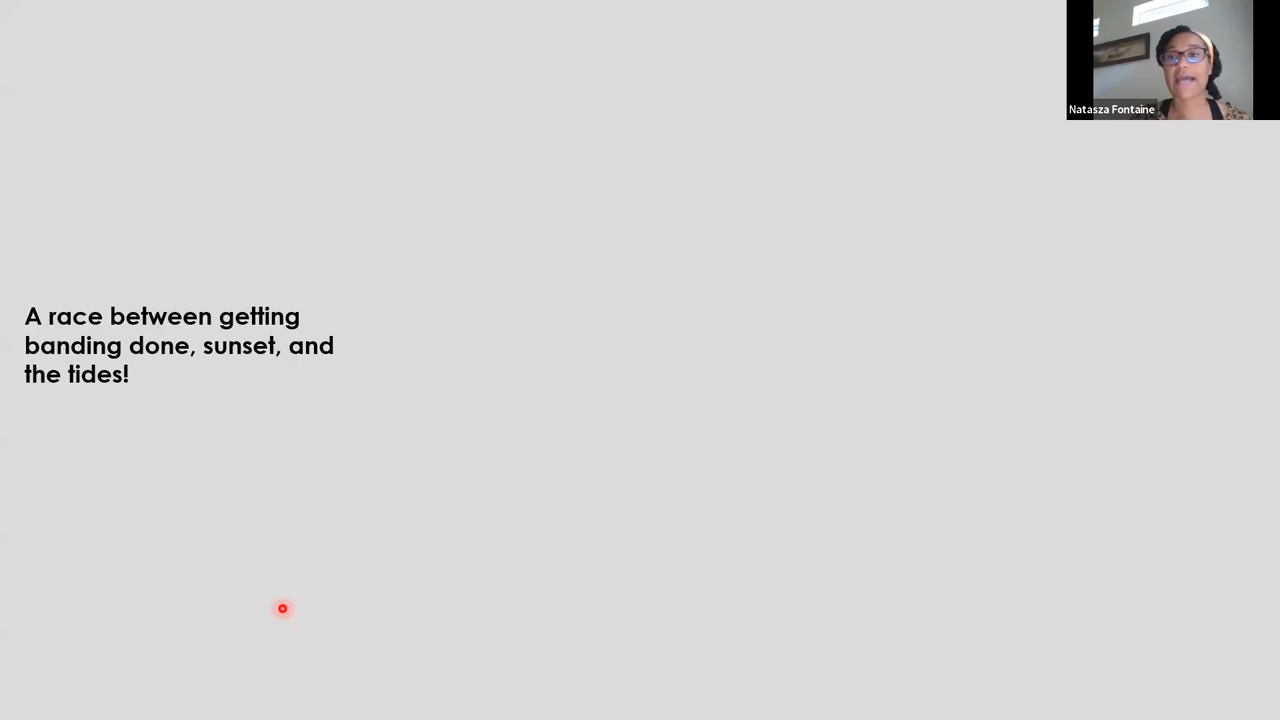 Natasza Fontaine
A race between getting
banding done, sunset, and
the tides!